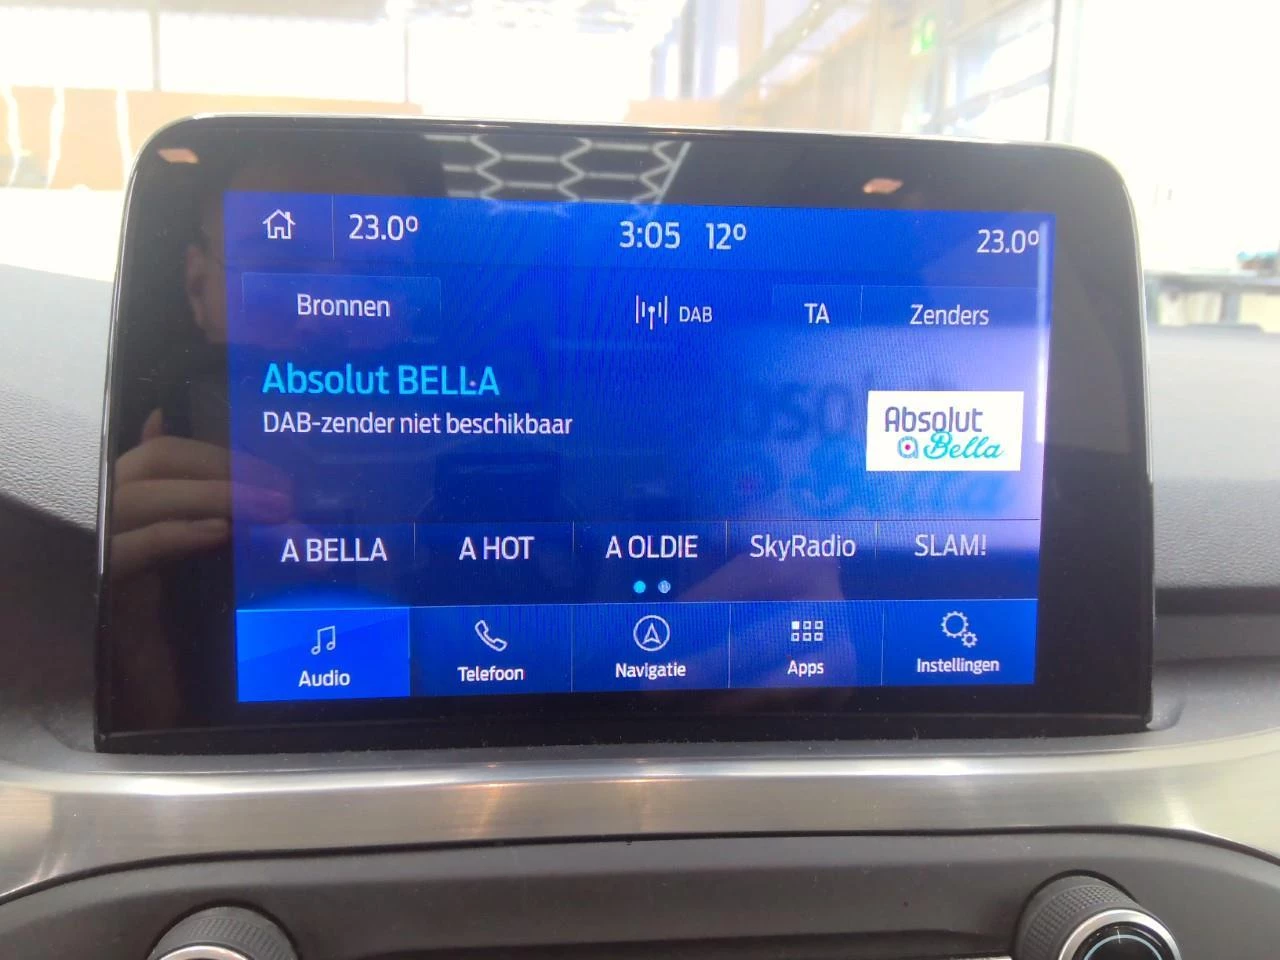 23.0° 3:05 12° 23.0°
Bronnen DAB TA Zenders
Absolut BELLA
DAB-zender niet beschikbaar
Absolut
a Bella
A BELLA A HOT A OLDIE SkyRadio SLAM!
Audio Telefoon Navigatie Apps Instellingen